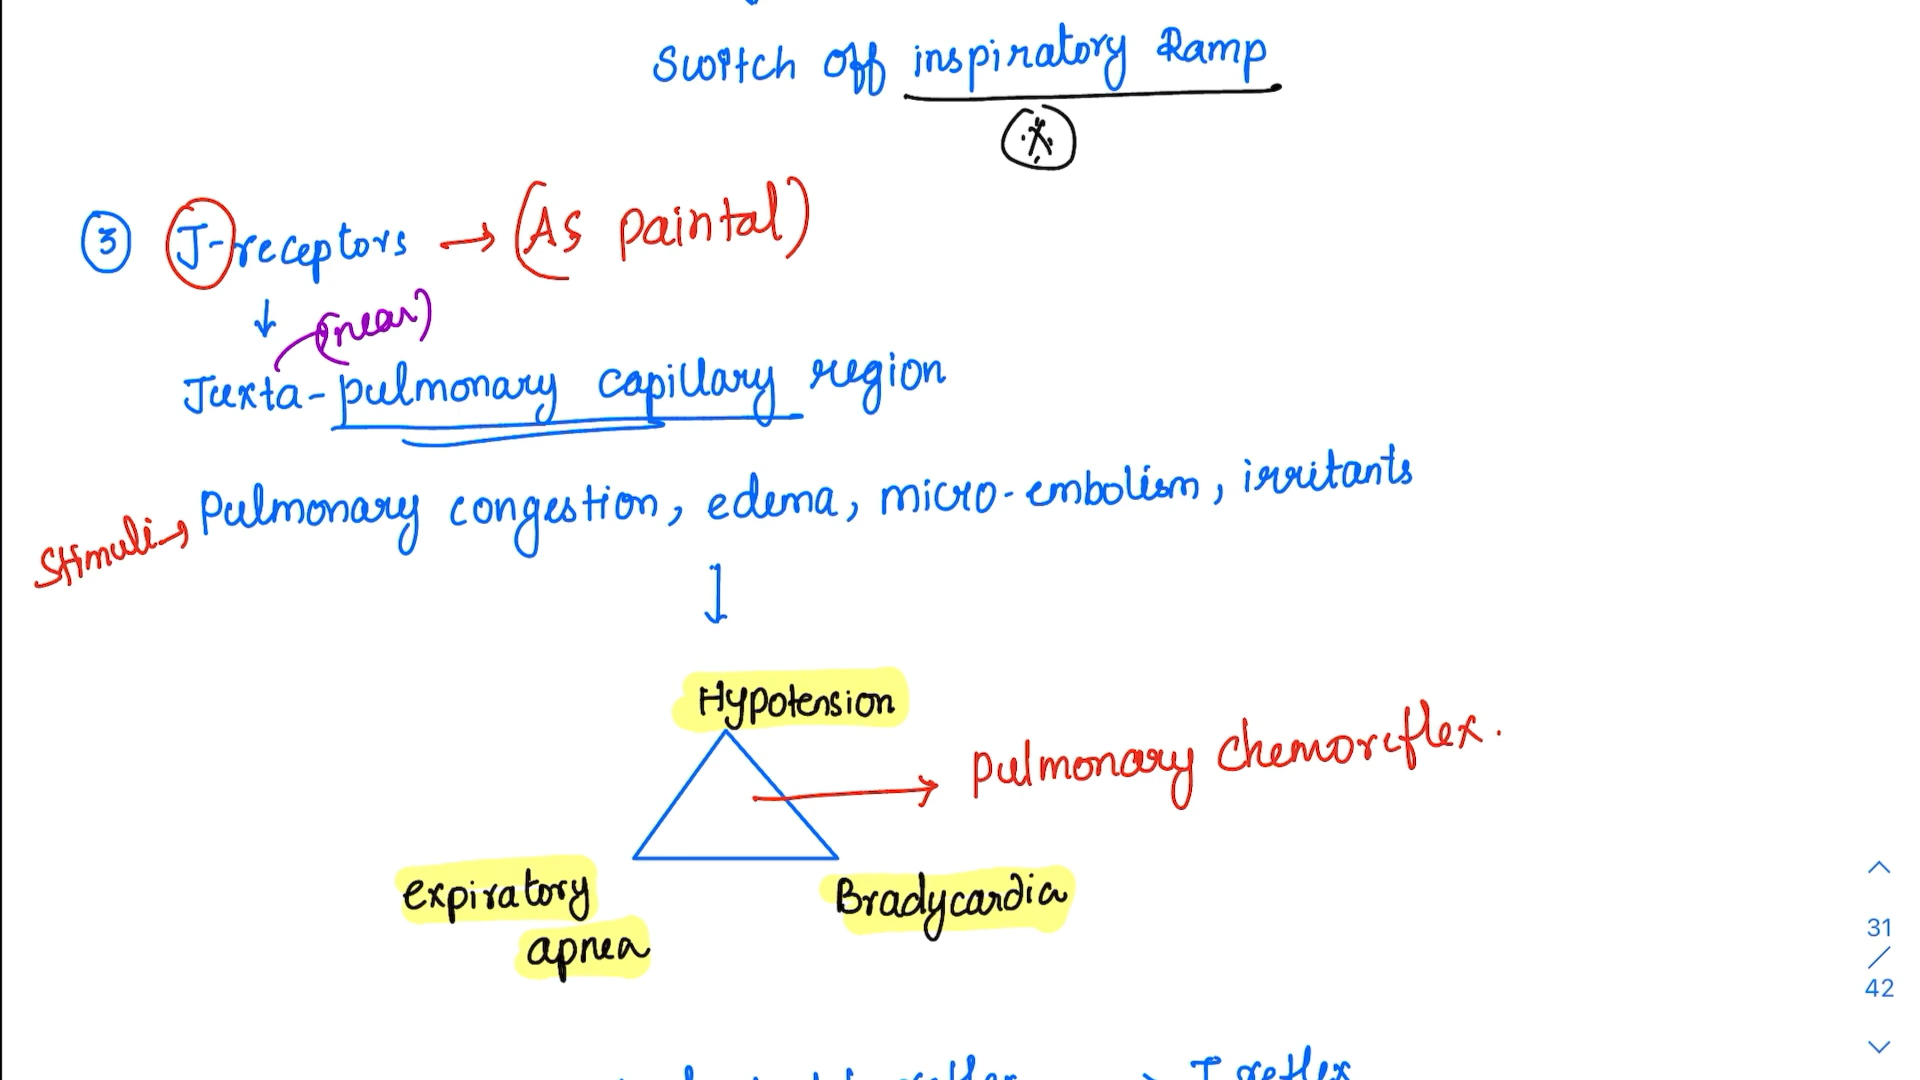 Switch off inspiratory Ramp
③ J-receptors → (AS paintal)
↓ (near)
Juxta-pulmonary capillary region
Stimuli→ Pulmonary congestion, edema, micro-embolism, irritants
Hypotension
Pulmonary chemoreflex.
expiratory
apnea
Bradycardia
31
/
42
J reflex